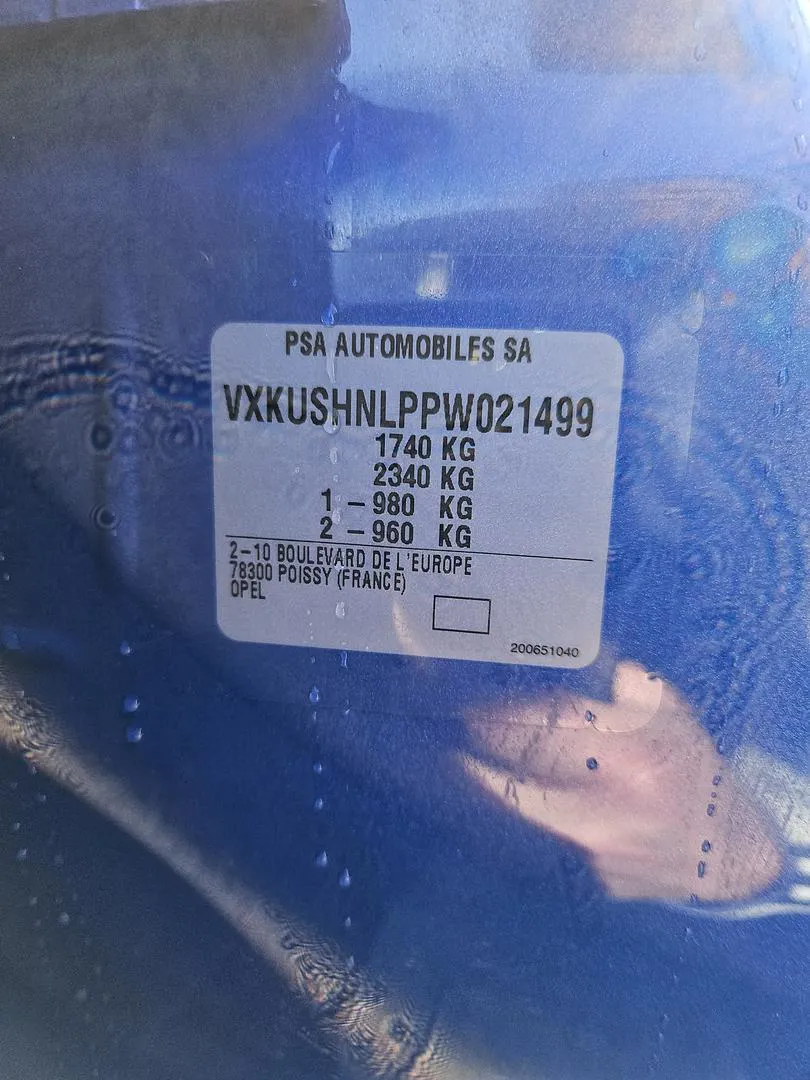 PSA AUTOMOBILES SA
VXKUSHNLPPW021499
1740 KG
2340 KG
1 – 980 KG
2 – 960 KG
2–10 BOULEVARD DE L'EUROPE
78300 POISSY (FRANCE)
OPEL
200651040